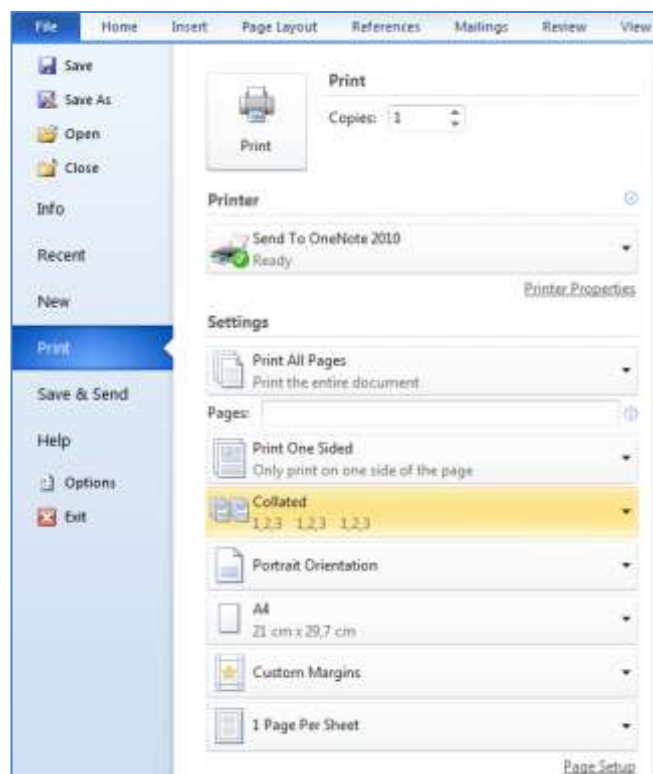 File Home Insert Page Layout References Mailings Review View
Save
Save As
Open
Close
Info
Recent
New
Print
Save & Send
Help
Options
Exit
Print
Print
Copies: 1
Printer
Send To OneNote 2010
Ready
Printer Properties
Settings
Print All Pages
Print the entire document
Pages:
Print One Sided
Only print on one side of the page
Collated
1,2,3 1,2,3 1,2,3
Portrait Orientation
A4
21 cm x 29,7 cm
Custom Margins
1 Page Per Sheet
Page Setup